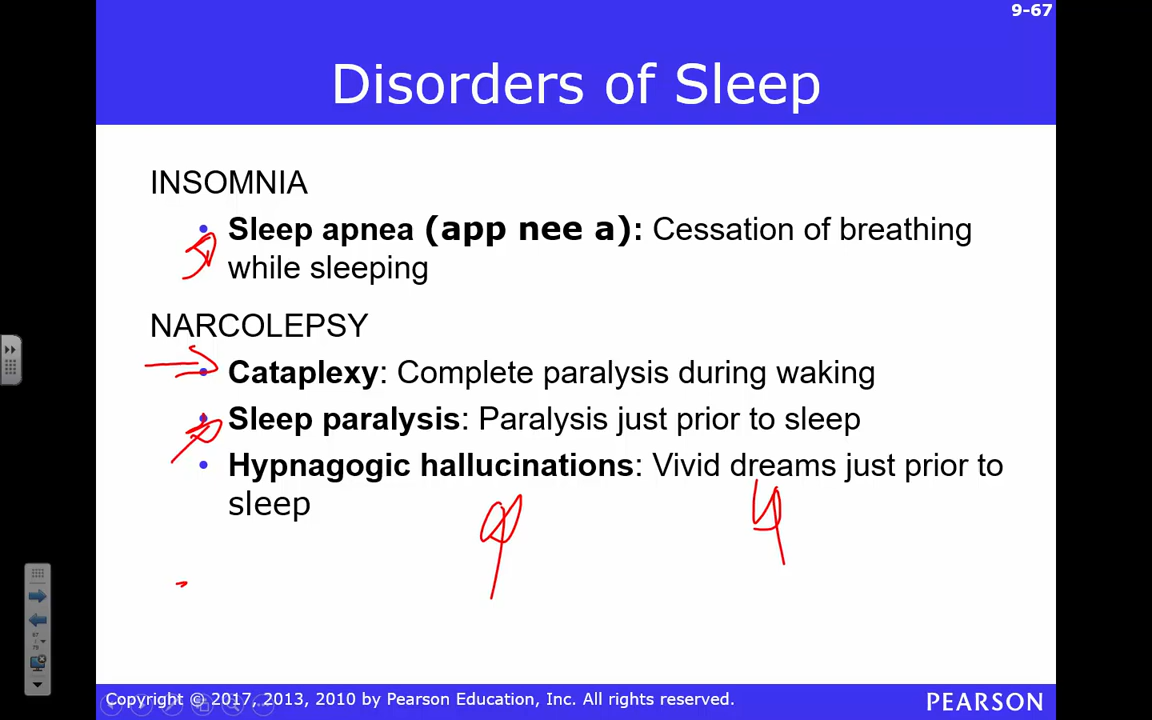 9-67
Disorders of Sleep
INSOMNIA
• Sleep apnea (app nee a): Cessation of breathing
while sleeping
NARCOLEPSY
• Cataplexy: Complete paralysis during waking
• Sleep paralysis: Paralysis just prior to sleep
• Hypnagogic hallucinations: Vivid dreams just prior to
sleep
Copyright © 2017, 2013, 2010 by Pearson Education, Inc. All rights reserved.
PEARSON